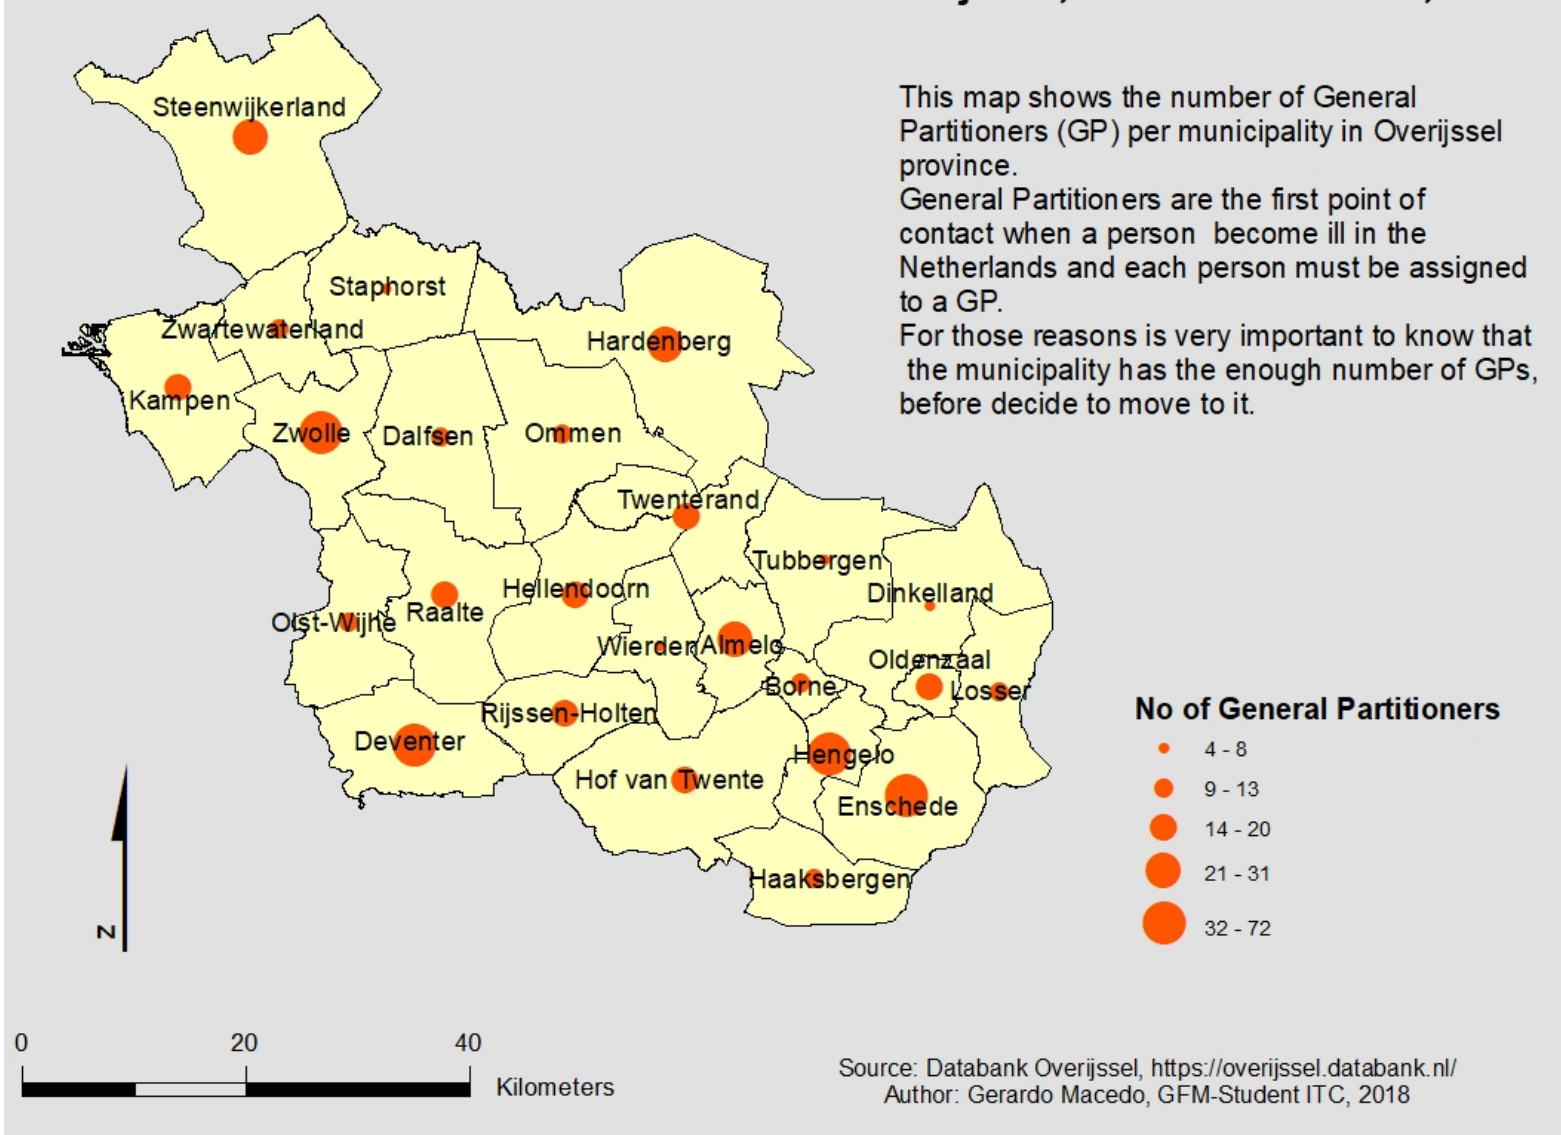 This map shows the number of General
Partitioners (GP) per municipality in Overijssel
province.
General Partitioners are the first point of
contact when a person become ill in the
Netherlands and each person must be assigned
to a GP.
For those reasons is very important to know that
the municipality has the enough number of GPs,
before decide to move to it.
Steenwijkerland
Staphorst
Zwartewaterland
Hardenberg
Kampen
Zwolle
Dalfsen
Ommen
Twenterand
Tubbergen
Hellendoorn
Dinkelland
Raalte
Olst-Wijhe
Wierden
Almelo
Oldenzaal
Borne
Losser
Rijssen-Holten
Deventer
Hengelo
Hof van Twente
Enschede
Haaksbergen
No of General Partitioners
4 - 8
9 - 13
14 - 20
21 - 31
32 - 72
N
0 20 40
Kilometers
Source: Databank Overijssel, https://overijssel.databank.nl/
Author: Gerardo Macedo, GFM-Student ITC, 2018